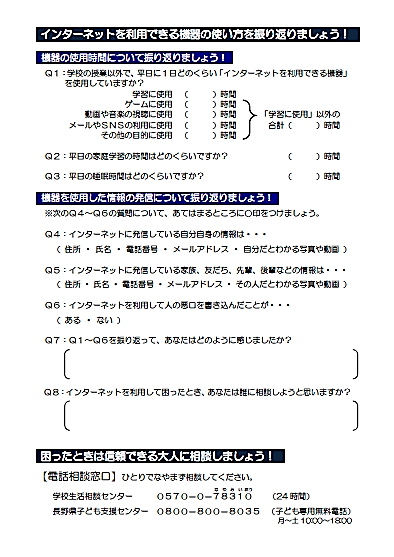 インターネットを利用できる機器の使い方を振り返りましょう！
機器の使用時間について振り返りましょう！
Ｑ１：学校の授業以外で、平日に１日どのくらい「インターネットを利用できる機器」
を使用していますか？
学習に使用　（　　　）時間
ゲームに使用　（　　　）時間
動画や音楽の視聴に使用　（　　　）時間　「学習に使用」以外の
メールやＳＮＳの利用に使用　（　　　）時間　合計（　　　）時間
その他の目的に使用　（　　　）時間
Ｑ２：平日の家庭学習の時間はどのくらいですか？　（　　　）時間
Ｑ３：平日の睡眠時間はどのくらいですか？　（　　　）時間
機器を使用した情報の発信について振り返りましょう！
※次のＱ４～Ｑ６の質問について、あてはまるところに〇印をつけましょう。
Ｑ４：インターネットに発信している自分自身の情報は・・・
（ 住所 ・ 氏名 ・ 電話番号 ・ メールアドレス ・ 自分だとわかる写真や動画 ）
Ｑ５：インターネットに発信している家族、友だち、先輩、後輩などの情報は・・・
（ 住所 ・ 氏名 ・ 電話番号 ・ メールアドレス ・ その人だとわかる写真や動画 ）
Ｑ６：インターネットを利用して人の悪口を書き込んだことが・・・
（ ある ・ ない ）
Ｑ７：Ｑ１～Ｑ６を振り返って、あなたはどのように感じましたか？
Ｑ８：インターネットを利用して困ったとき、あなたは誰に相談しようと思いますか？
困ったときは信頼できる大人に相談しましょう！
【電話相談窓口】ひとりでなやまず相談してください。
学校生活相談センター　０５７０－０－７８３１０　（24時間）
長野県子ども支援センター　０８００－８００－８０３５　（子ども専用無料電話）
月～土 10:00～18:00